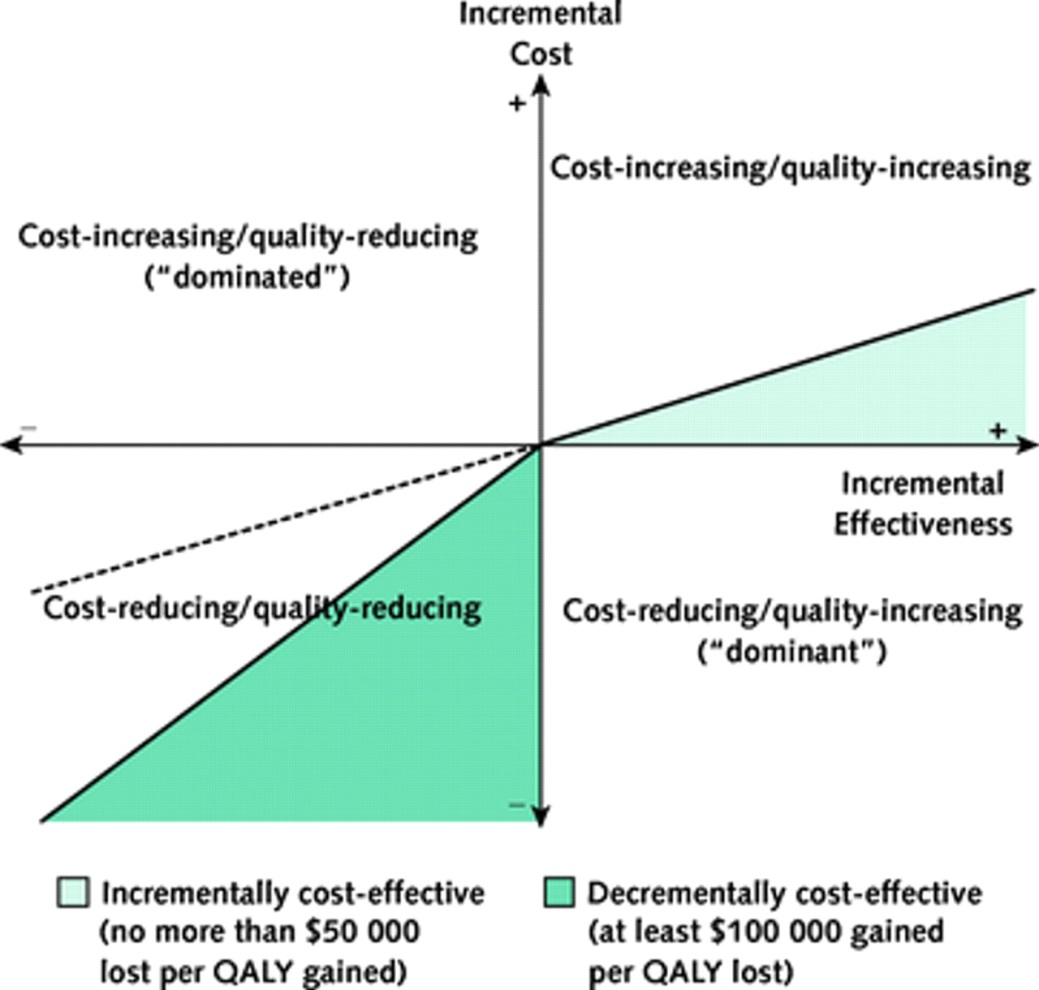 Incremental
Cost
+
Cost-increasing/quality-increasing
Cost-increasing/quality-reducing
(“dominated”)
–
+
Incremental
Effectiveness
Cost-reducing/quality-reducing
Cost-reducing/quality-increasing
(“dominant”)
–
Incrementally cost-effective
(no more than $50 000
lost per QALY gained)
Decrementally cost-effective
(at least $100 000 gained
per QALY lost)